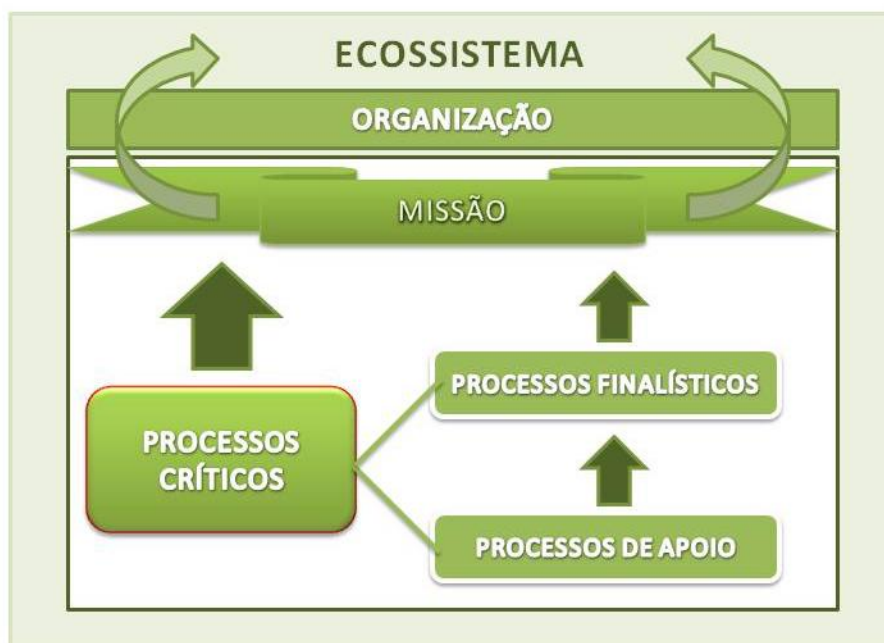 ECOSSISTEMA
ORGANIZAÇÃO
MISSÃO
PROCESSOS
CRÍTICOS
PROCESSOS FINALÍSTICOS
PROCESSOS DE APOIO